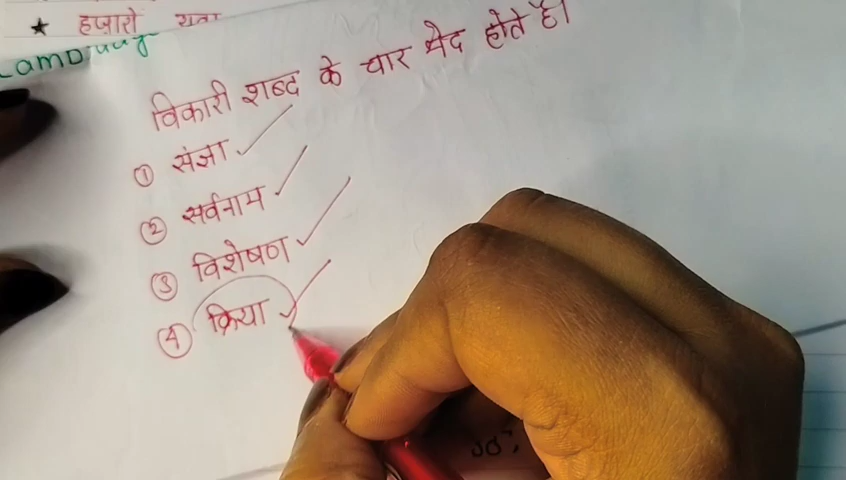 ★ हज़ारों
विकारी शब्द के चार भेद होते हैं।
① संज्ञा ✓
② सर्वनाम ✓
③ विशेषण ✓
④ क्रिया ✓